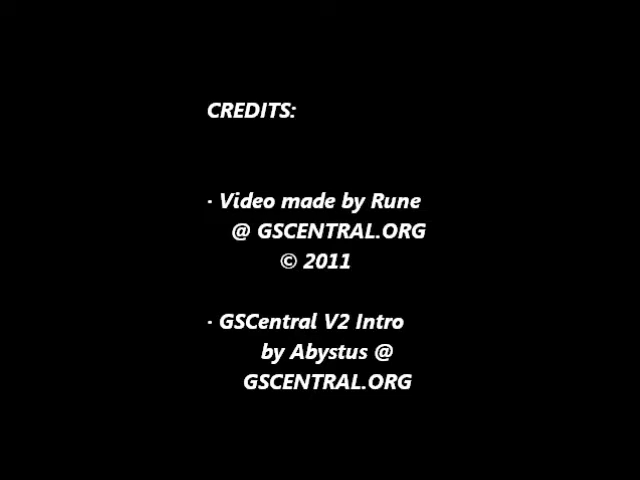 CREDITS:
· Video made by Rune
@ GSCENTRAL.ORG
© 2011
· GSCentral V2 Intro
by Abystus @
GSCENTRAL.ORG